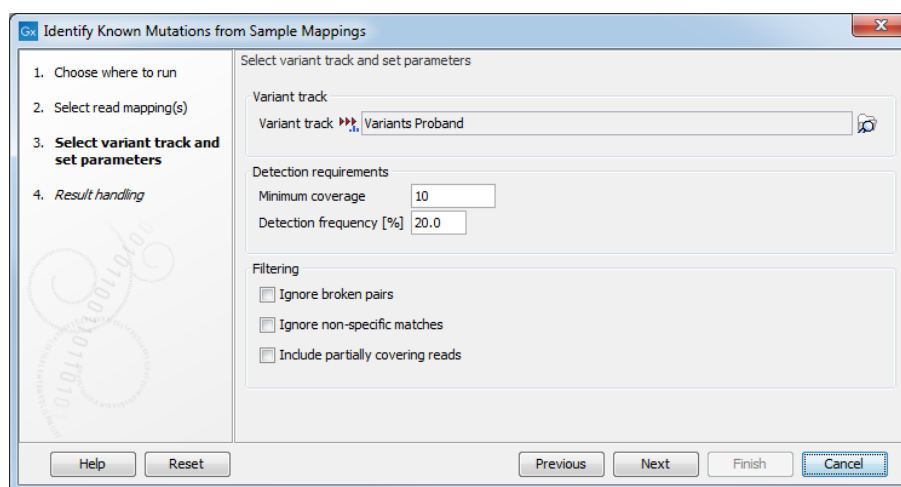 Gx Identify Known Mutations from Sample Mappings
1. Choose where to run
2. Select read mapping(s)
3. Select variant track and
set parameters
4. Result handling
Select variant track and set parameters
Variant track
Variant track Variants Proband
Detection requirements
Minimum coverage 10
Detection frequency [%] 20.0
Filtering
Ignore broken pairs
Ignore non-specific matches
Include partially covering reads
Help Reset Previous Next Finish Cancel